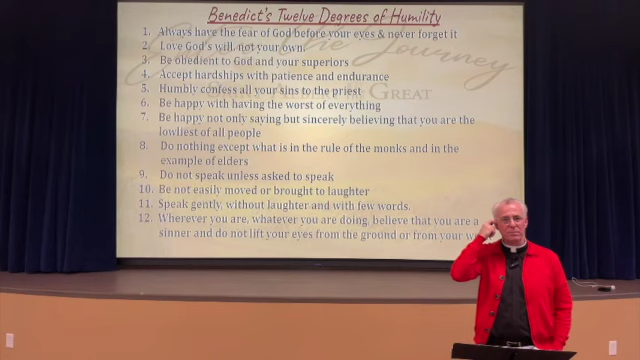 Benedict's Twelve Degrees of Humility
1. Always have the fear of God before your eyes & never forget it
2. Love God's will, not your own.
3. Be obedient to God and your superiors
4. Accept hardships with patience and endurance
5. Humbly confess all your sins to the priest
6. Be happy with having the worst of everything
7. Be happy not only saying but sincerely believing that you are the
lowliest of all people
8. Do nothing except what is in the rule of the monks and in the
example of elders
9. Do not speak unless asked to speak
10. Be not easily moved or brought to laughter
11. Speak gently, without laughter and with few words.
12. Wherever you are, whatever you are doing, believe that you are a
sinner and do not lift your eyes from the ground or from your
The Journey
Great